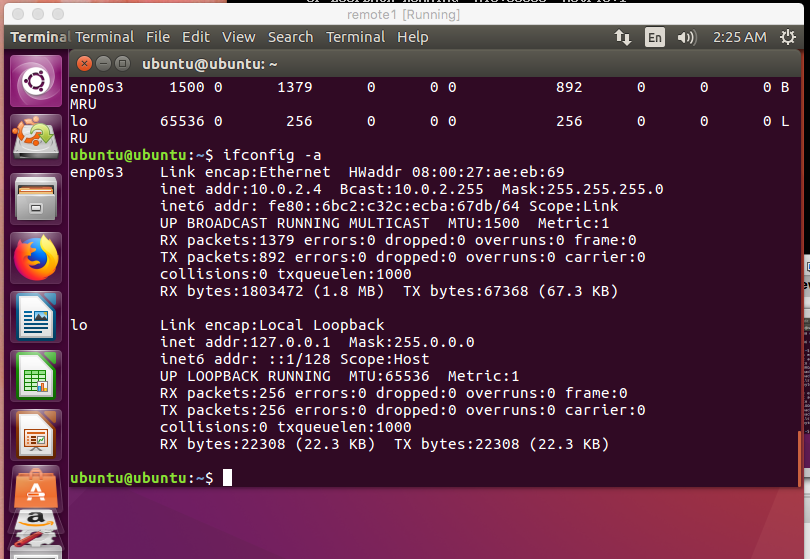 remote1 [Running]
Terminal Terminal File Edit View Search Terminal Help En 2:25 AM
ubuntu@ubuntu: ~
enp0s3 1500 0 1379 0 0 0 892 0 0 0 B
MRU
lo 65536 0 256 0 0 0 256 0 0 0 L
RU
ubuntu@ubuntu:~$ ifconfig -a
enp0s3 Link encap:Ethernet HWaddr 08:00:27:ae:eb:69
inet addr:10.0.2.4 Bcast:10.0.2.255 Mask:255.255.255.0
inet6 addr: fe80::6bc2:c32c:ecba:67db/64 Scope:Link
UP BROADCAST RUNNING MULTICAST MTU:1500 Metric:1
RX packets:1379 errors:0 dropped:0 overruns:0 frame:0
TX packets:892 errors:0 dropped:0 overruns:0 carrier:0
collisions:0 txqueuelen:1000
RX bytes:1803472 (1.8 MB) TX bytes:67368 (67.3 KB)
lo Link encap:Local Loopback
inet addr:127.0.0.1 Mask:255.0.0.0
inet6 addr: ::1/128 Scope:Host
UP LOOPBACK RUNNING MTU:65536 Metric:1
RX packets:256 errors:0 dropped:0 overruns:0 frame:0
TX packets:256 errors:0 dropped:0 overruns:0 carrier:0
collisions:0 txqueuelen:1000
RX bytes:22308 (22.3 KB) TX bytes:22308 (22.3 KB)
ubuntu@ubuntu:~$